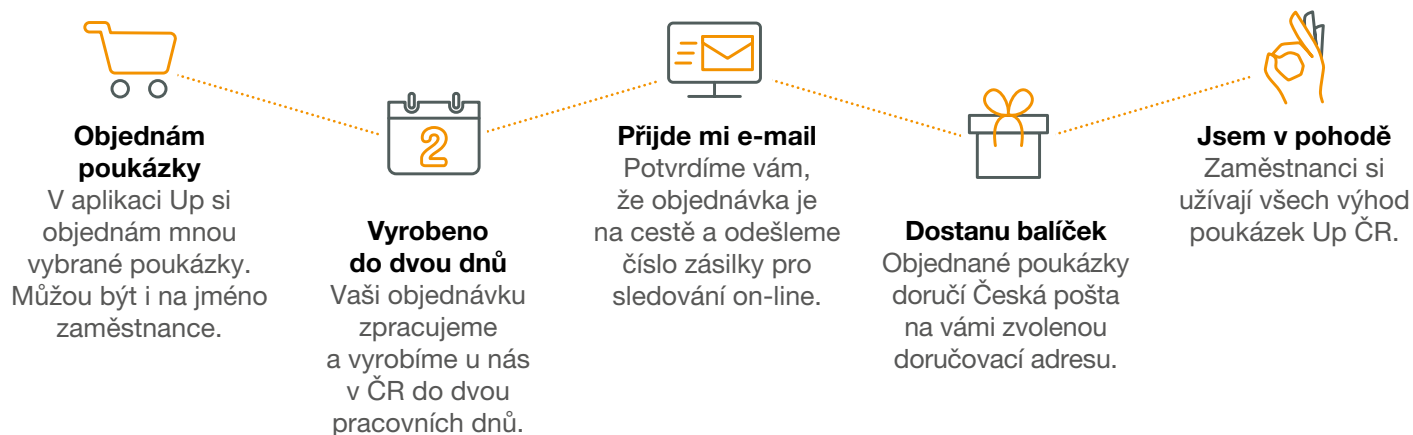 Objednám
poukázky
V aplikaci Up si
objednám mnou
vybrané poukázky.
Můžou být i na jméno
zaměstnance.
2
Vyrobeno
do dvou dnů
Vaši objednávku
zpracujeme
a vyrobíme u nás
v ČR do dvou
pracovních dnů.
Přijde mi e-mail
Potvrdíme vám,
že objednávka je
na cestě a odešleme
číslo zásilky pro
sledování on-line.
Dostanu balíček
Objednané poukázky
doručí Česká pošta
na vámi zvolenou
doručovací adresu.
Jsem v pohodě
Zaměstnanci si
užívají všech výhod
poukázek Up ČR.